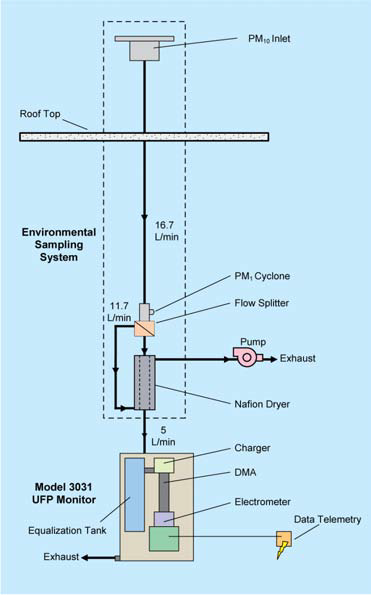 PM10 Inlet
Roof Top
16.7
L/min
Environmental
Sampling
System
PM1 Cyclone
11.7
L/min
Flow Splitter
Pump
Exhaust
Nafion Dryer
5
L/min
Charger
Model 3031
UFP Monitor
DMA
Electrometer
Equalization Tank
Data Telemetry
Exhaust